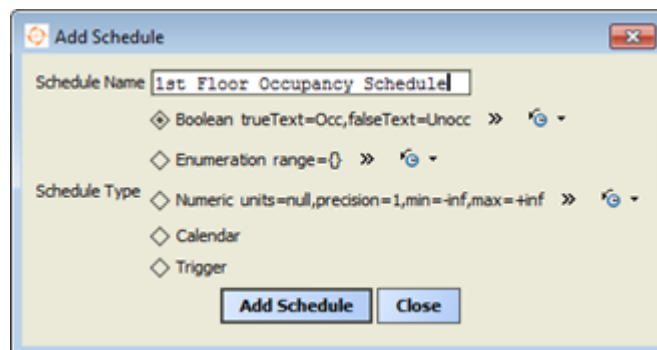 Add Schedule
Schedule Name 1st Floor Occupancy Schedule
Boolean trueText=Occ,falseText=Unocc »
Enumeration range={} »
Schedule Type
Numeric units=null,precision=1,min=-inf,max=+inf »
Calendar
Trigger
Add Schedule Close